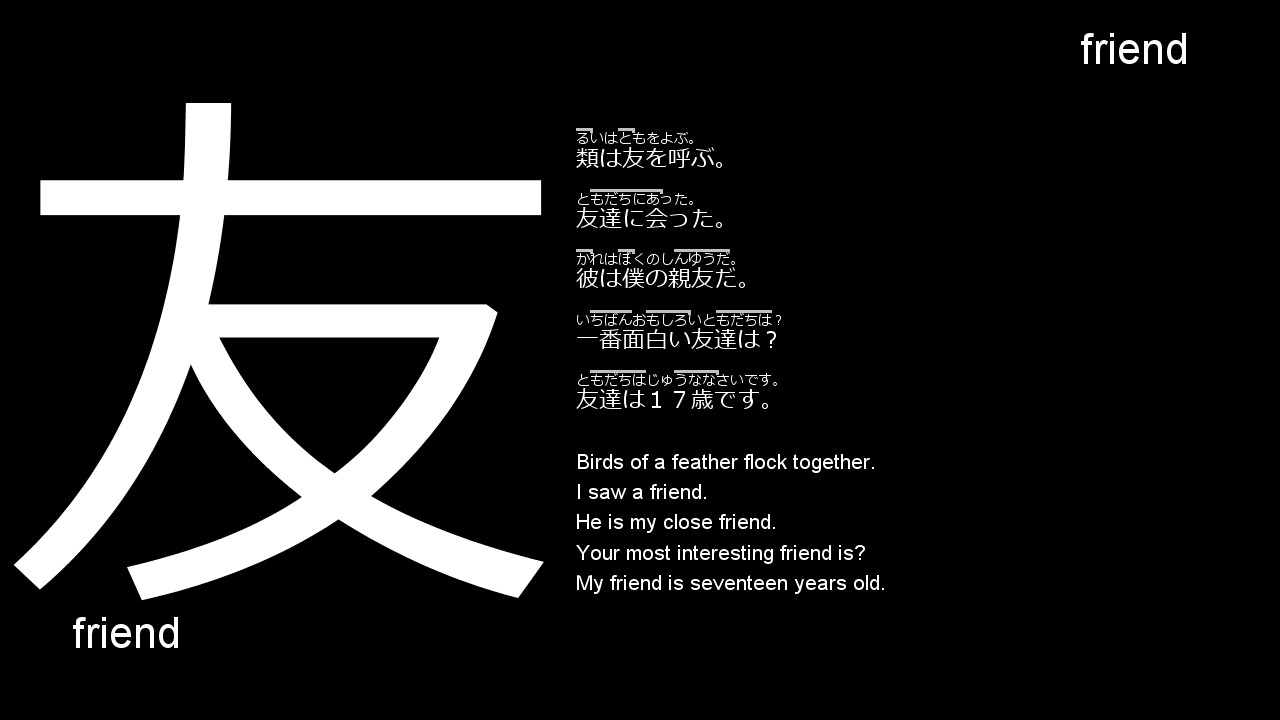 friend
友
るいはともをよぶ。
類は友を呼ぶ。
ともだちにあった。
友達に会った。
かれはぼくのしんゆうだ。
彼は僕の親友だ。
いちばんおもしろいともだちは？
一番面白い友達は？
ともだちはじゅうななさいです。
友達は１７歳です。
Birds of a feather flock together.
I saw a friend.
He is my close friend.
Your most interesting friend is?
My friend is seventeen years old.
friend